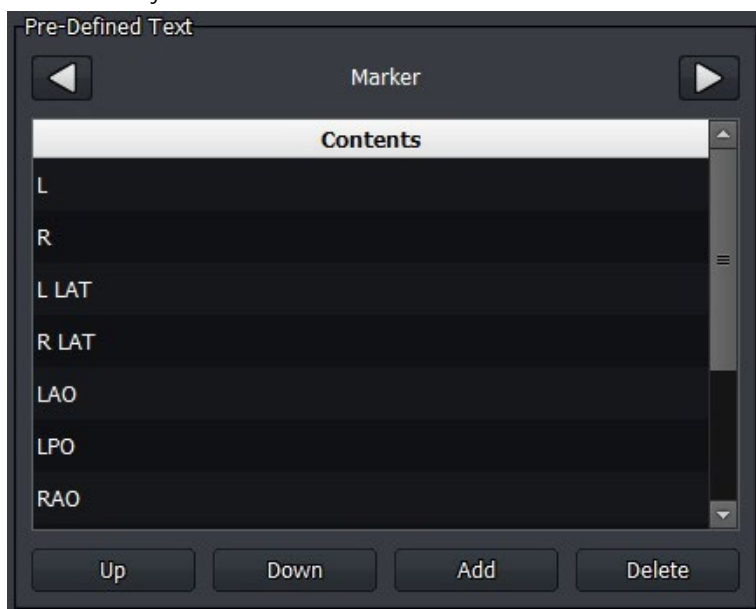 Pre-Defined Text
Marker
Contents
L
R
L LAT
R LAT
LAO
LPO
RAO
Up Down Add Delete